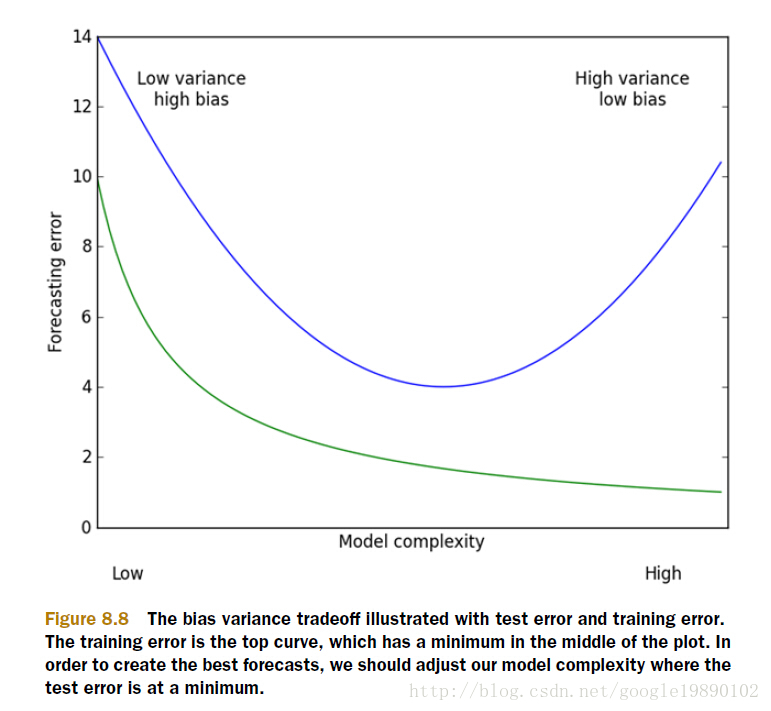 14
Low variance
high bias
High variance
low bias
12
10
8
6
4
2
0
Forecasting error
Model complexity
Low
High
Figure 8.8 The bias variance tradeoff illustrated with test error and training error.
The training error is the top curve, which has a minimum in the middle of the plot. In
order to create the best forecasts, we should adjust our model complexity where the
test error is at a minimum.
http://blog.csdn.net/google19890102